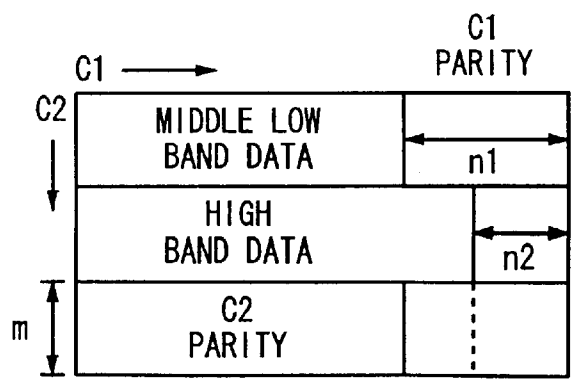 C1
PARITY
C1
C2
MIDDLE LOW
BAND DATA
n1
HIGH
BAND DATA
n2
m
C2
PARITY